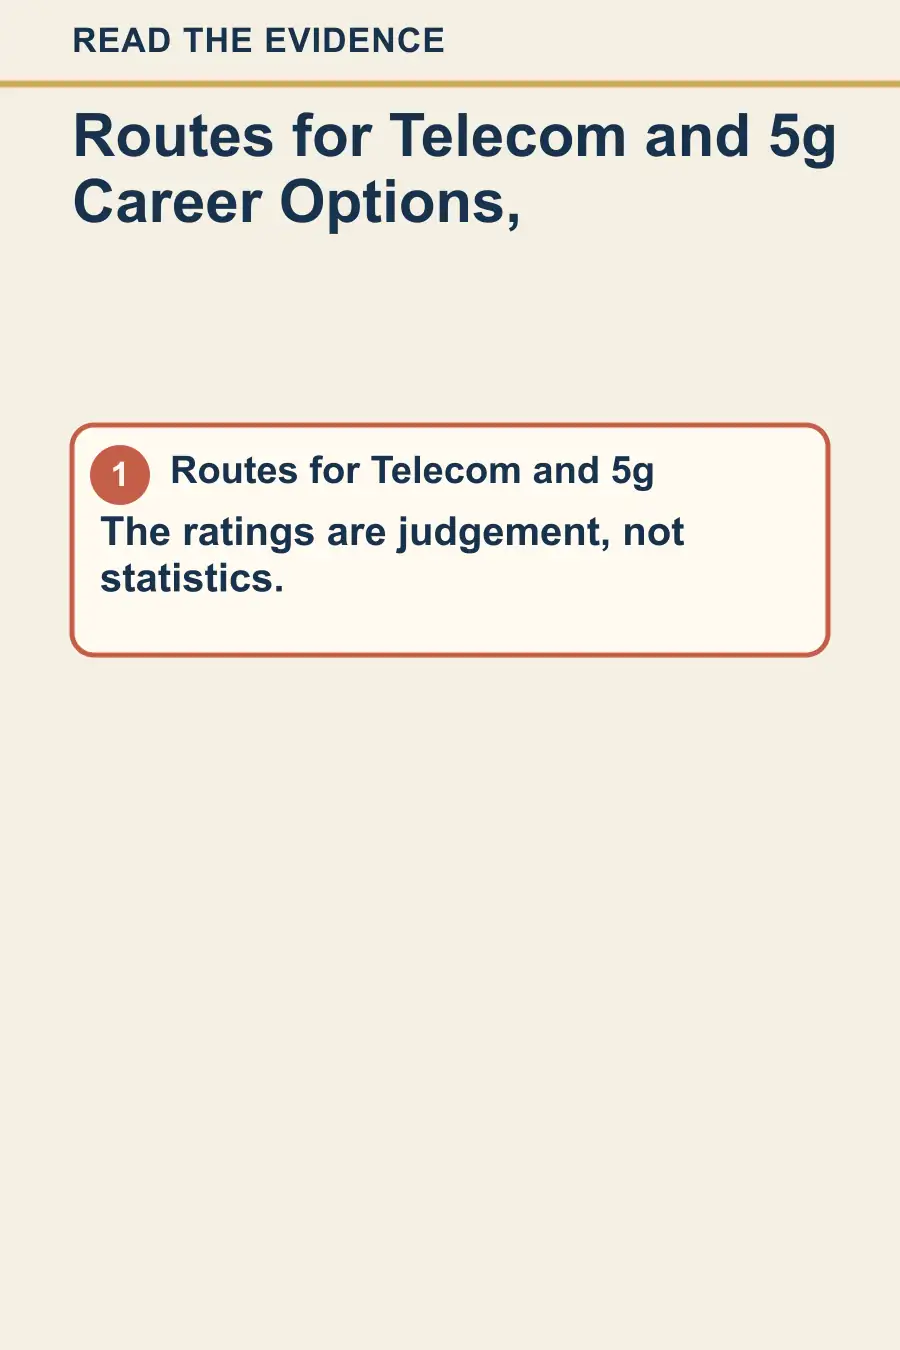 READ THE EVIDENCE
Routes for Telecom and 5g
Career Options,
1 Routes for Telecom and 5g
The ratings are judgement, not
statistics.